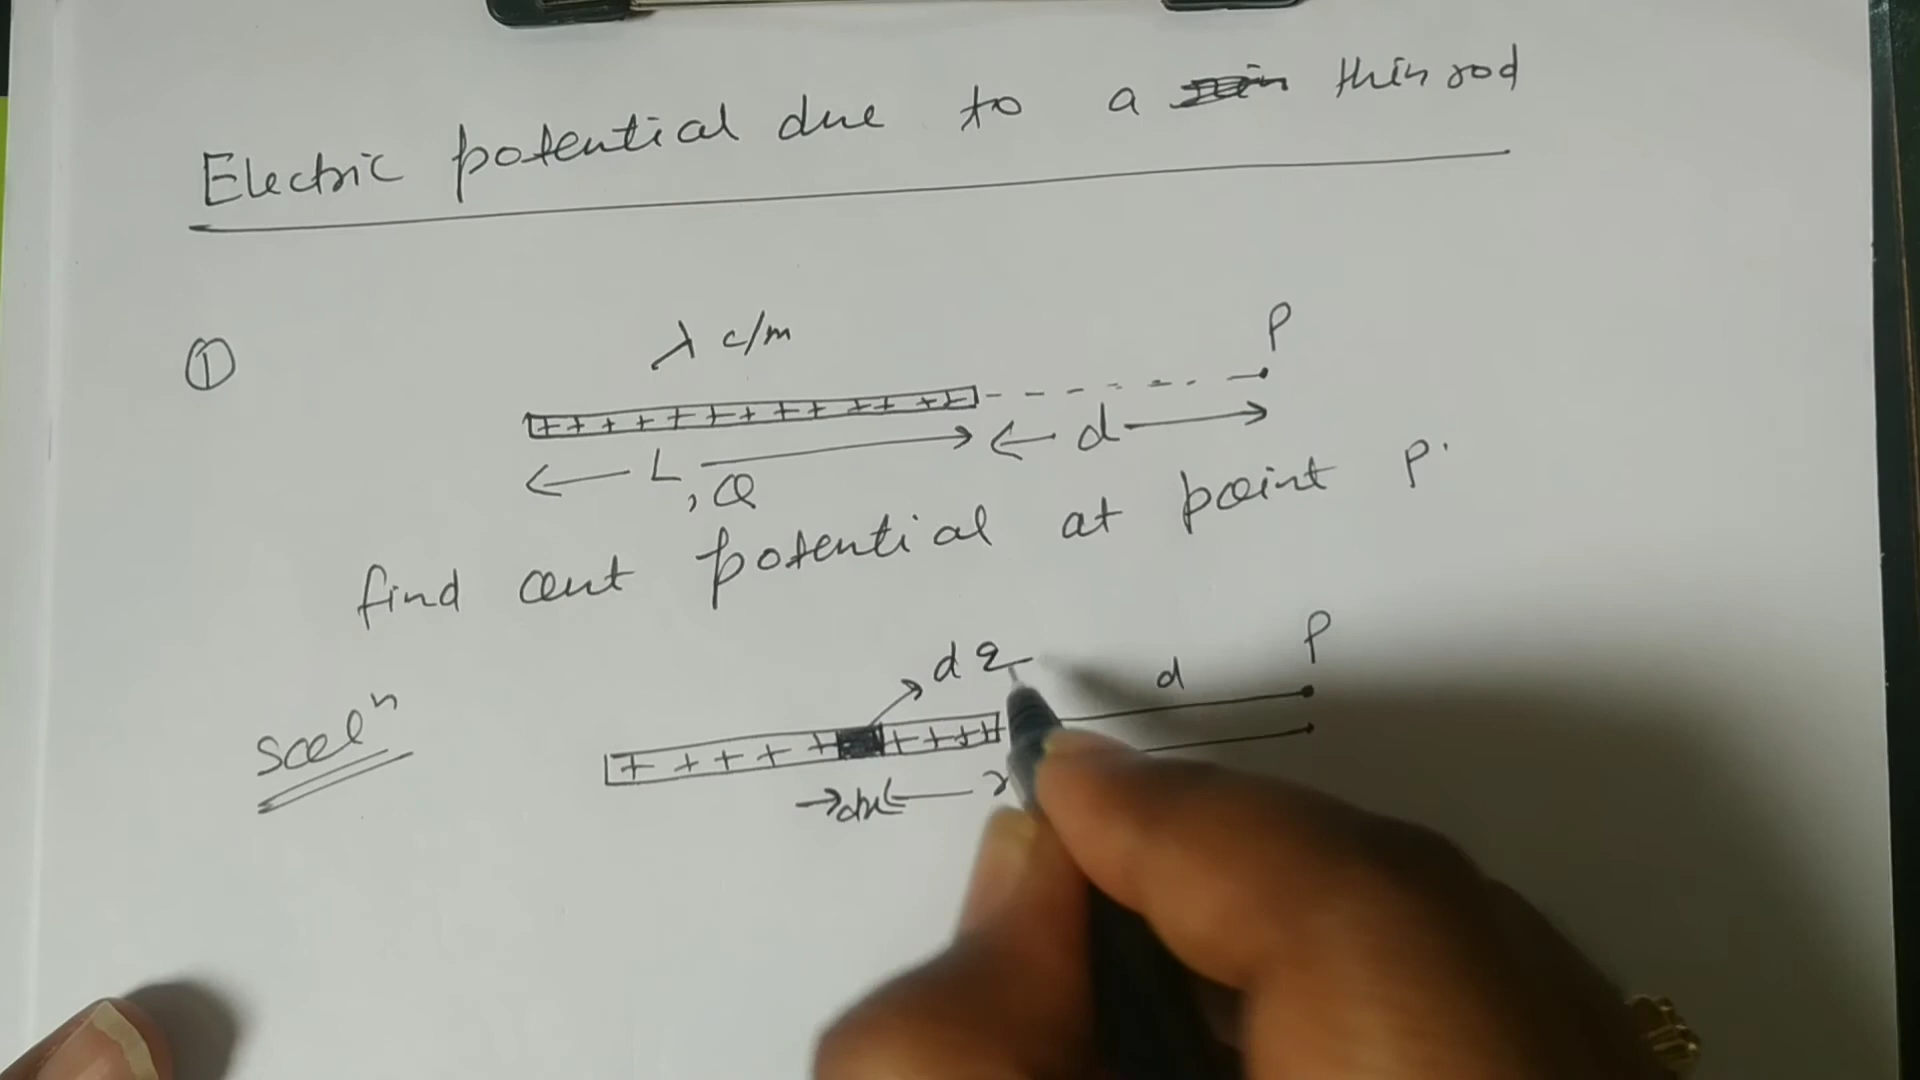 Electric potential due to a thin rod
① λ c/m P
+ + + + + + + + + + + + +
L, Q d
find out potential at point P.
dq d P
Solⁿ
+ + + + + + + + +
dx